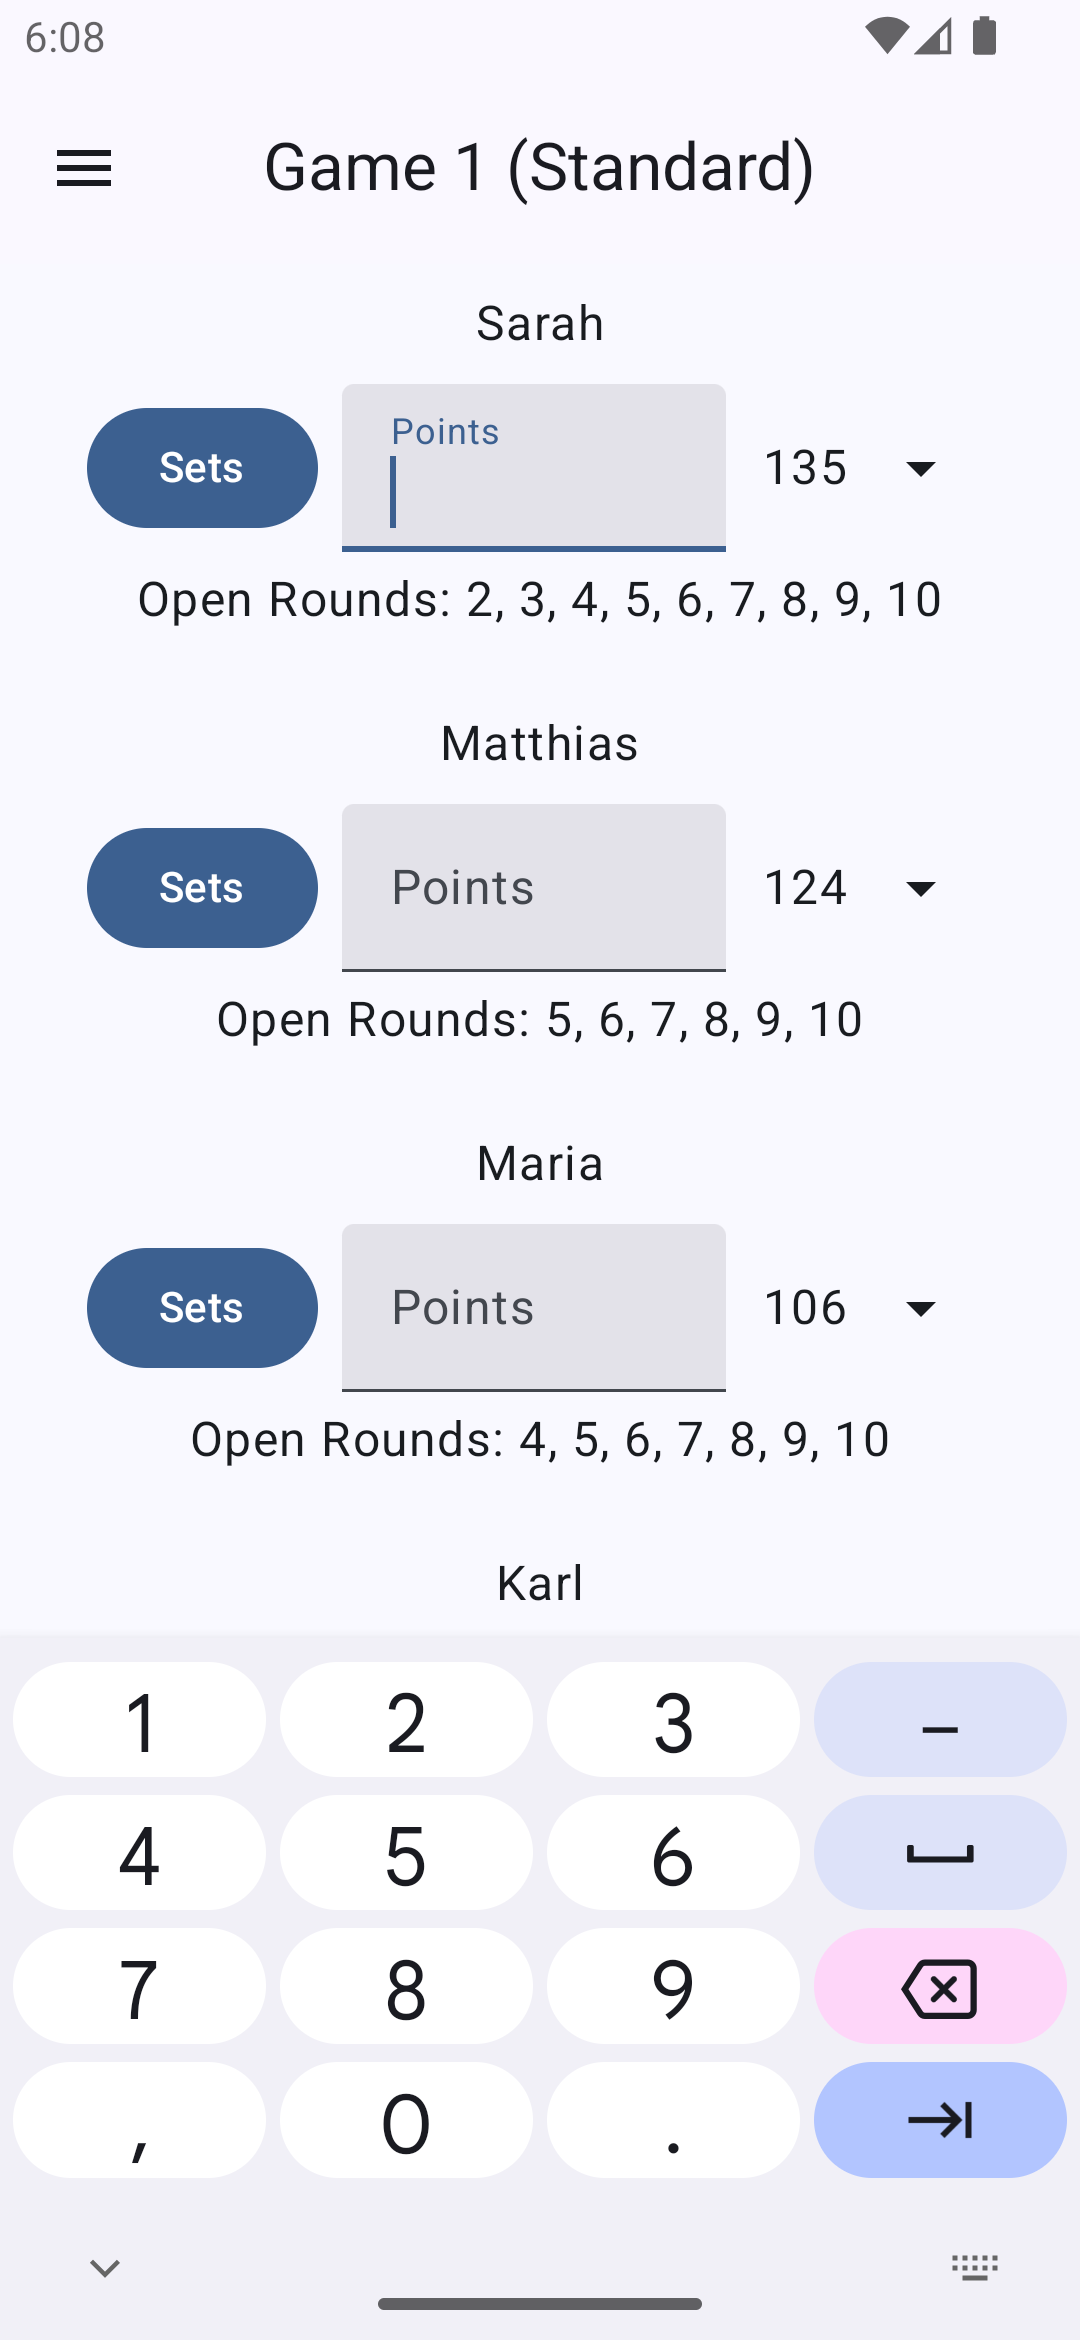 6:08
Game 1 (Standard)
Sarah
Sets
Points
135
Open Rounds: 2, 3, 4, 5, 6, 7, 8, 9, 10
Matthias
Sets
Points
124
Open Rounds: 5, 6, 7, 8, 9, 10
Maria
Sets
Points
106
Open Rounds: 4, 5, 6, 7, 8, 9, 10
Karl
1 2 3 –
4 5 6
7 8 9
, 0 .